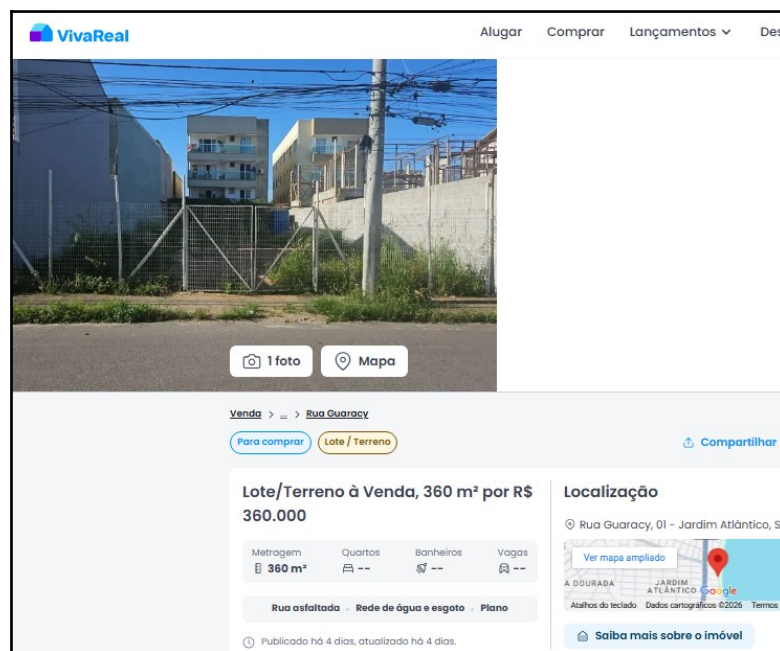 VivaReal
Alugar Comprar Lançamentos Des
1 foto Mapa
Venda > ... > Rua Guaracy
Para comprar Lote / Terreno
Compartilhar
Lote/Terreno à Venda, 360 m² por R$
360.000
Metragem Quartos Banheiros Vagas
360 m² -- -- --
Rua asfaltada · Rede de água e esgoto · Plano
Publicado há 4 dias, atualizado há 4 dias.
Localização
Rua Guaracy, 01 - Jardim Atlântico, S
Ver mapa ampliado
A DOURADA
JARDIM
ATLÂNTICO
Google
Atalhos do teclado Dados cartográficos ©2026 Termos
Saiba mais sobre o imóvel